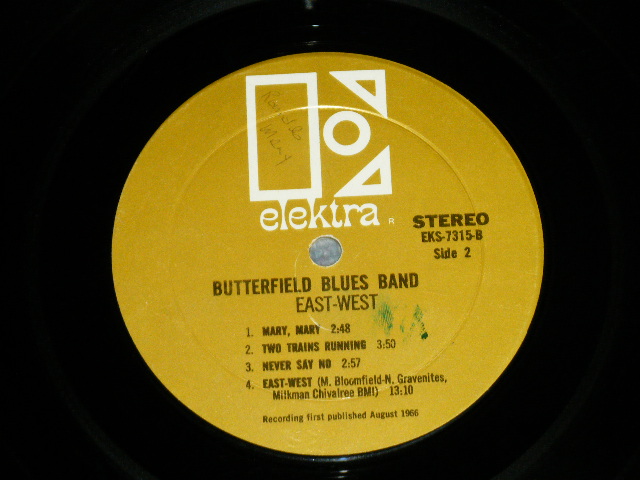 elektra R
STEREO
EKS-7315-B
Side 2
BUTTERFIELD BLUES BAND
EAST-WEST
1. MARY, MARY 2:48
2. TWO TRAINS RUNNING 3:50
3. NEVER SAY NO 2:57
4. EAST-WEST (M. Bloomfield-N. Gravenites,
Milkman Chivalree BMI) 13:10
Recording first published August 1966